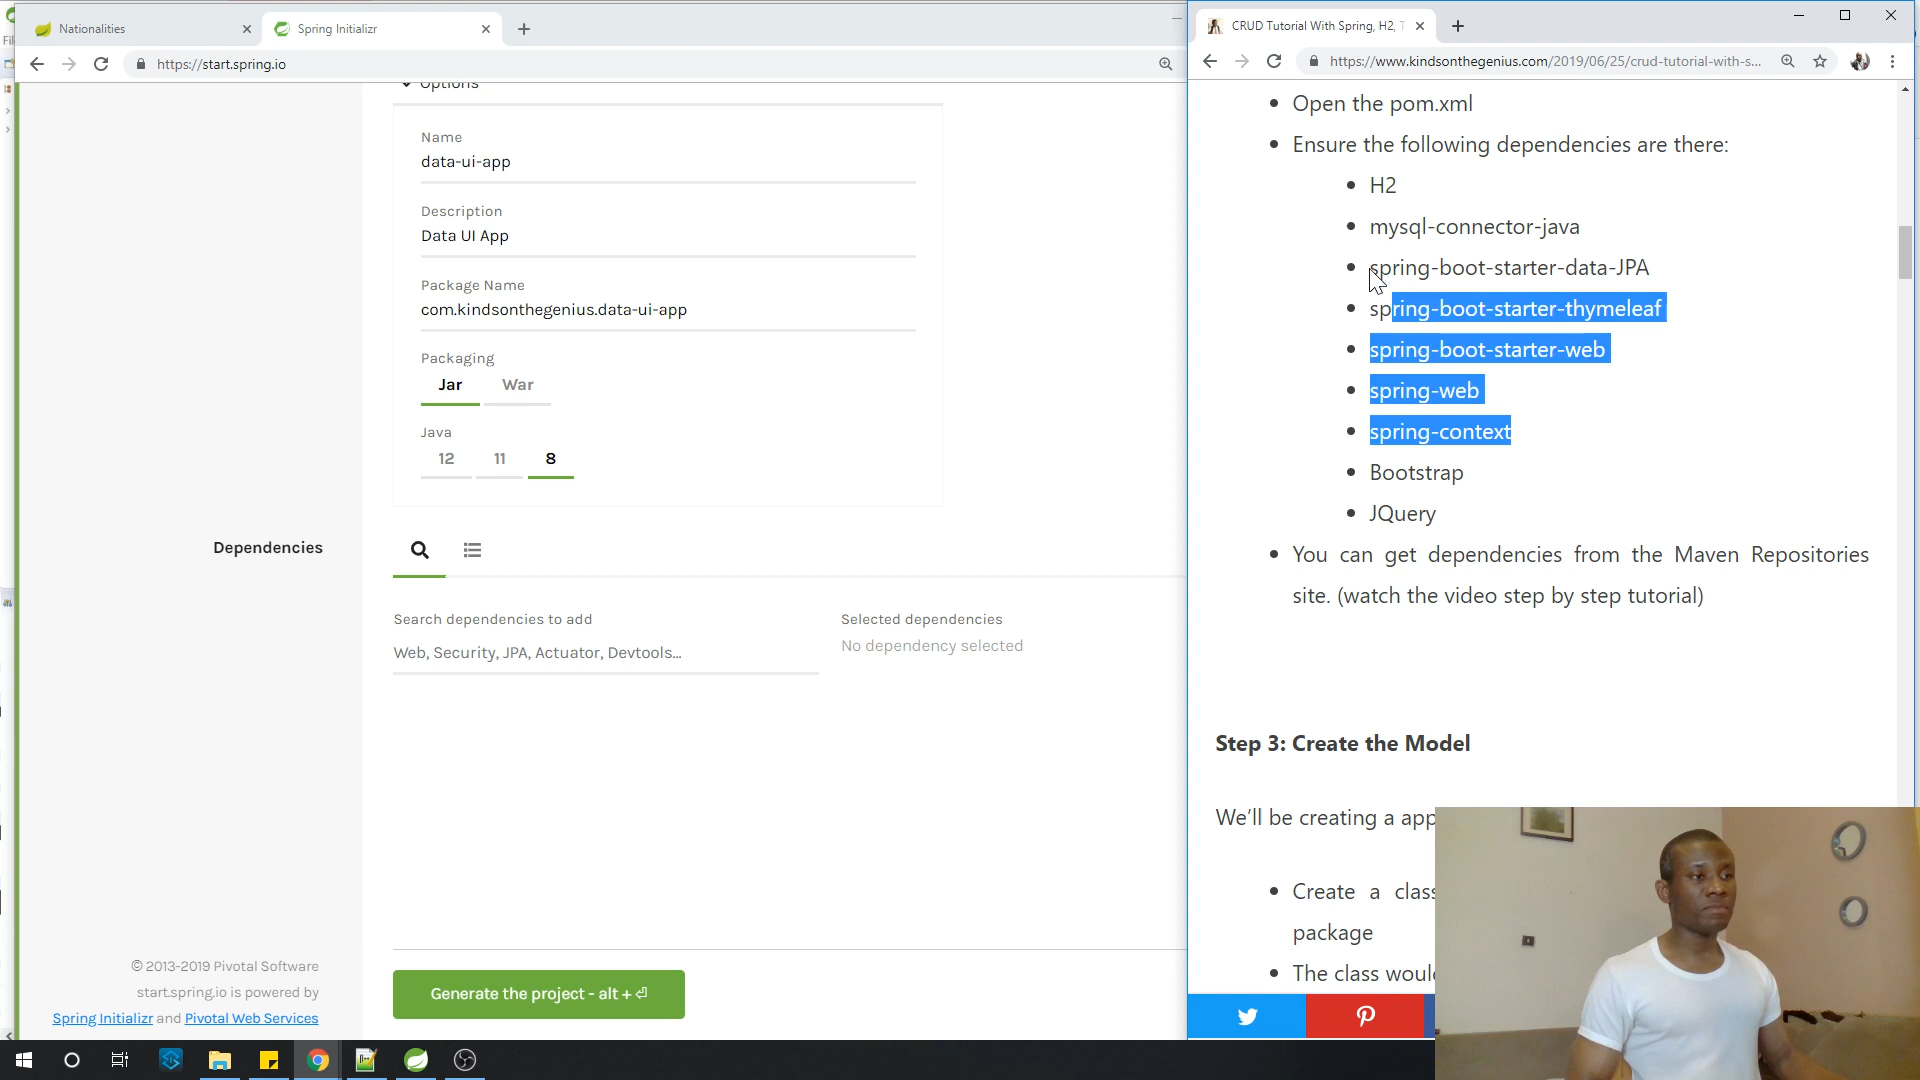 Nationalities
Spring Initializr
https://start.spring.io
Options
Name
data-ui-app
Description
Data UI App
Package Name
com.kindsonthegenius.data-ui-app
Packaging
Jar War
Java
12 11 8
Dependencies
Search dependencies to add
Web, Security, JPA, Actuator, Devtools...
Selected dependencies
No dependency selected
Generate the project - alt + ⏎
© 2013-2019 Pivotal Software
start.spring.io is powered by
Spring Initializr and Pivotal Web Services
CRUD Tutorial With Spring, H2,
https://www.kindsonthegenius.com/2019/06/25/crud-tutorial-with-s...
Open the pom.xml
Ensure the following dependencies are there:
H2
mysql-connector-java
spring-boot-starter-data-JPA
spring-boot-starter-thymeleaf
spring-boot-starter-web
spring-web
spring-context
Bootstrap
JQuery
You can get dependencies from the Maven Repositories
site. (watch the video step by step tutorial)
Step 3: Create the Model
We'll be creating a app
Create a class
package
The class would